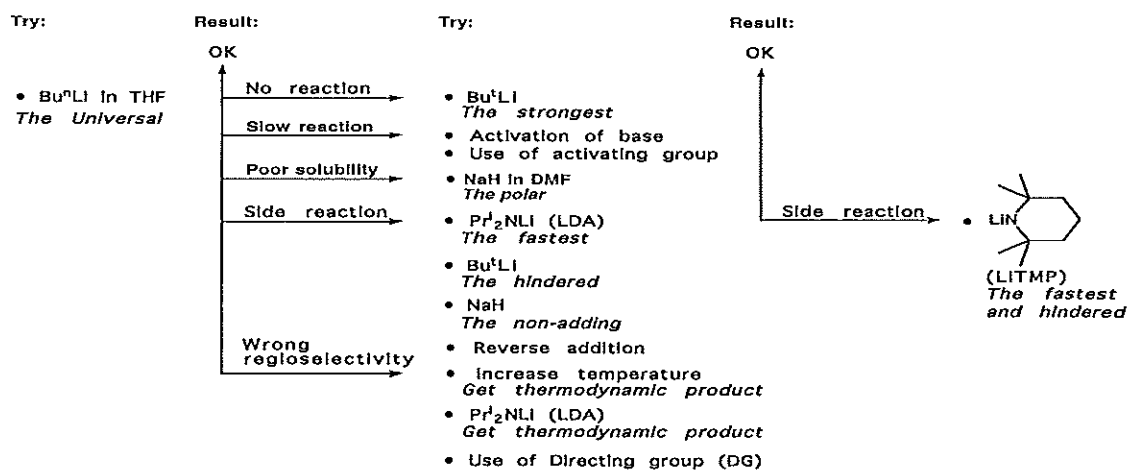 Try: Result: Try: Result:
OK OK
• BuⁿLi in THF
The Universal
No reaction
Slow reaction
Poor solubility
Side reaction
Wrong
regioselectivity
• BuᵗLi
The strongest
• Activation of base
• Use of activating group
• NaH in DMF
The polar
• Prⁱ₂NLi (LDA)
The fastest
• BuᵗLi
The hindered
• NaH
The non-adding
• Reverse addition
• Increase temperature
Get thermodynamic product
• Prⁱ₂NLi (LDA)
Get thermodynamic product
• Use of Directing group (DG)
Side reaction
• LiN
(LiTMP)
The fastest
and hindered